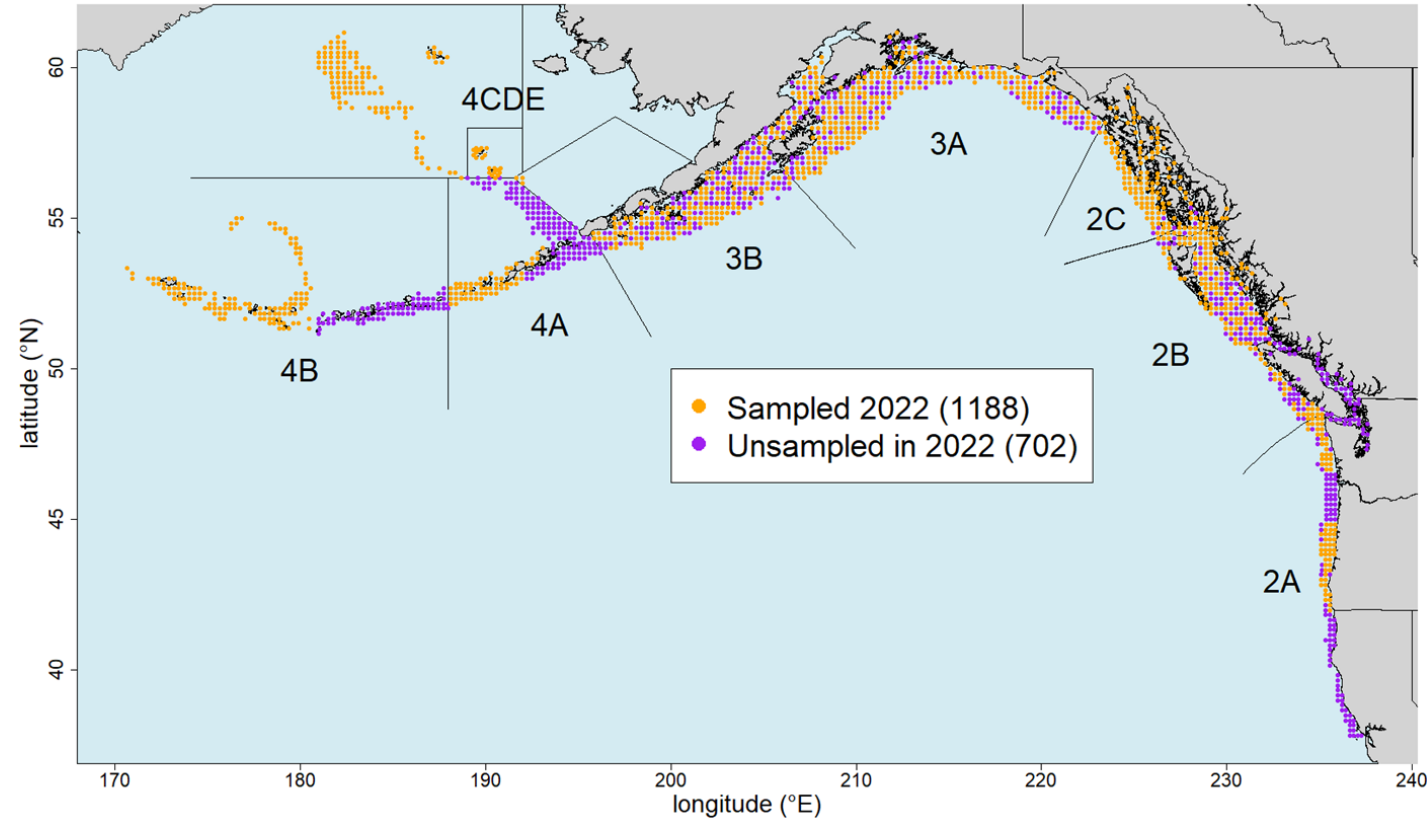 60
55
50
45
40
latitude (°N)
4CDE
3A
2C
3B
4A
2B
4B
2A
Sampled 2022 (1188)
Unsampled in 2022 (702)
170
180
190
200
210
220
230
240
longitude (°E)